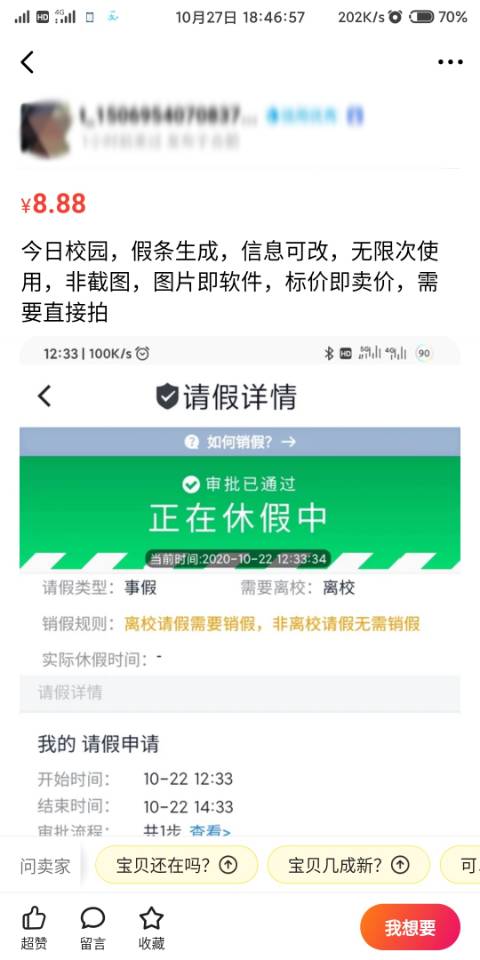 HD 4G 10月27日 18:46:57 202K/s 70%
¥8.88
今日校园，假条生成，信息可改，无限次使
用，非截图，图片即软件，标价即卖价，需
要直接拍
12:33 | 100K/s HD 5G 4G 90
请假详情
如何销假？ →
审批已通过
正在休假中
当前时间:2020-10-22 12:33:34
请假类型： 事假 需要离校： 离校
销假规则： 离校请假需要销假，非离校请假无需销假
实际休假时间： -
请假详情
我的 请假申请
开始时间： 10-22 12:33
结束时间： 10-22 14:33
审批流程： 共1步 查看>
问卖家 宝贝还在吗？ 宝贝几成新？ 可
超赞 留言 收藏 我想要